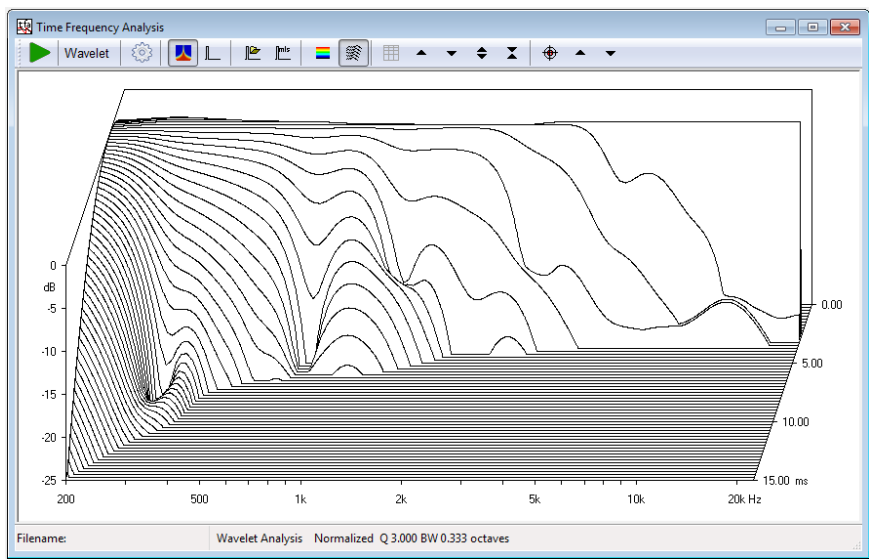 Time Frequency Analysis
Wavelet
mls
0
dB
-5
-10
-15
-20
-25
200
500
1k
2k
5k
10k
20k Hz
0.00
5.00
10.00
15.00 ms
Filename:
Wavelet Analysis Normalized Q 3.000 BW 0.333 octaves